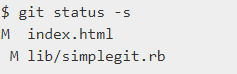 $ git status -s
M  index.html
 M lib/simplegit.rb